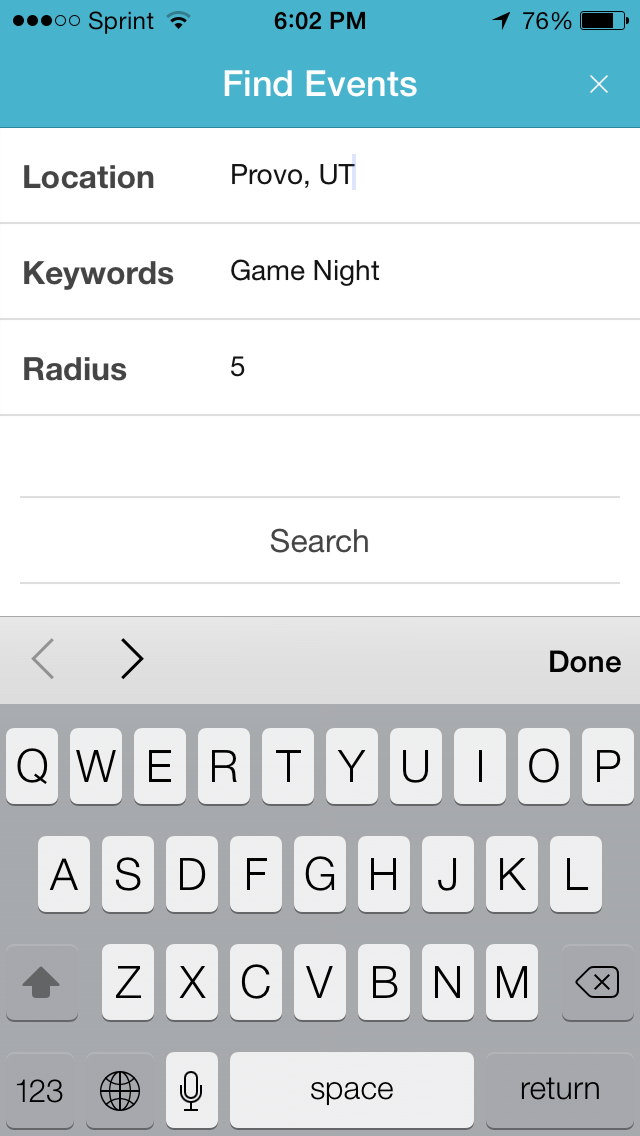 Sprint 6:02 PM 76%
Find Events
Location Provo, UT
Keywords Game Night
Radius 5
Search
Done
Q W E R T Y U I O P
A S D F G H J K L
Z X C V B N M
123 space return